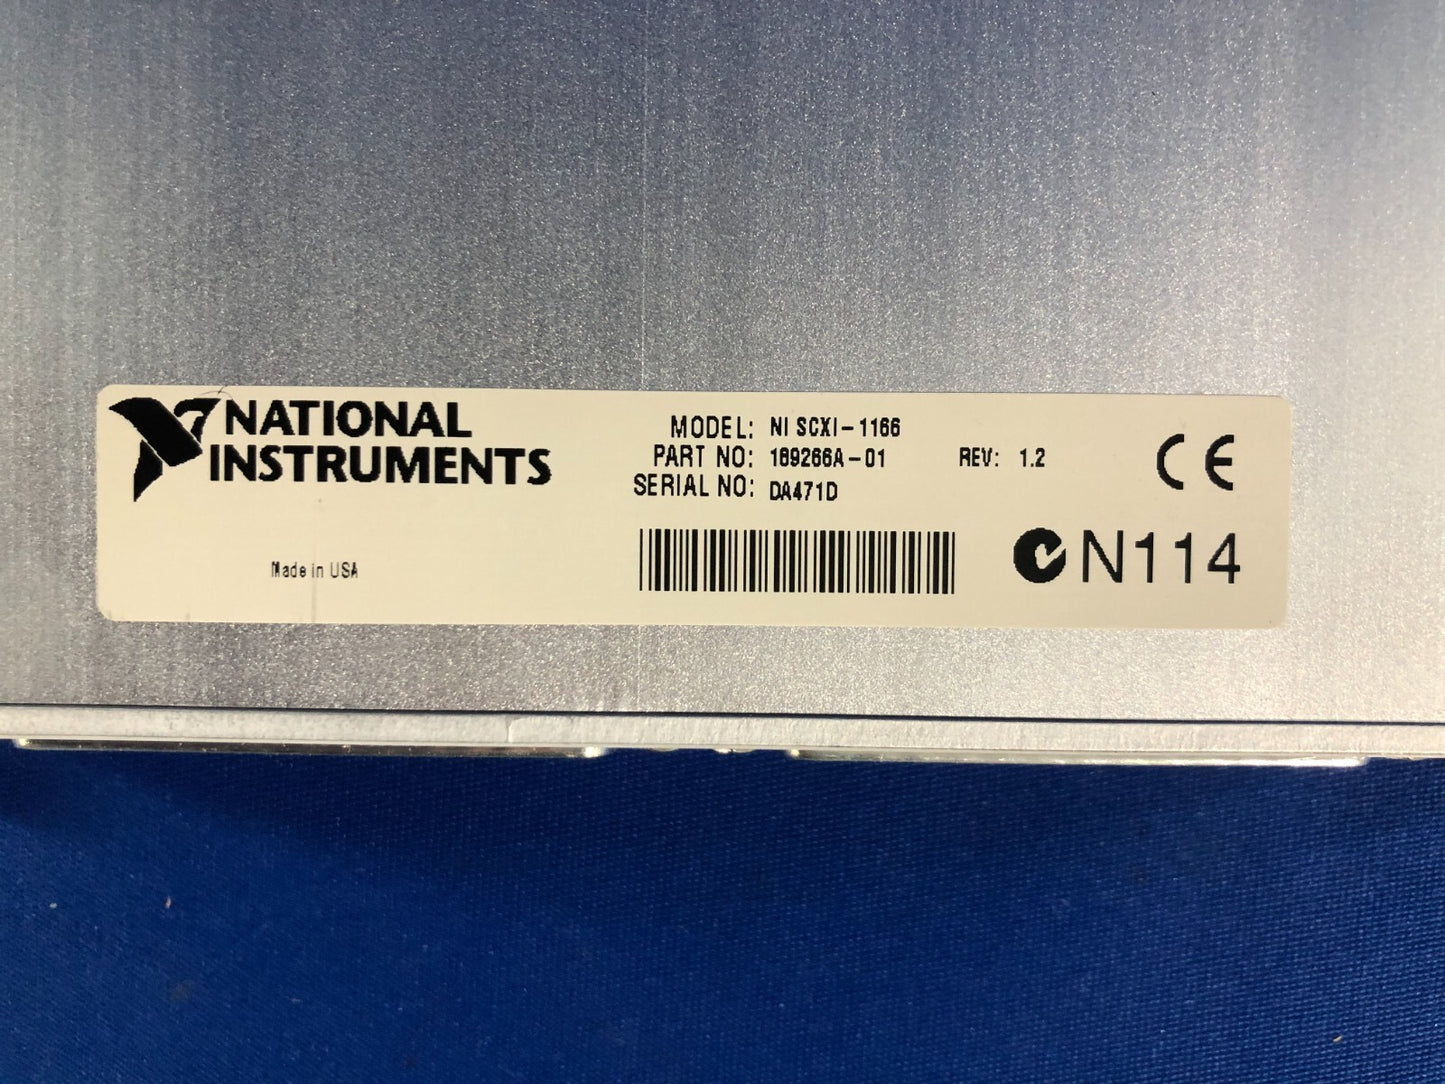 NATIONAL
INSTRUMENTS
MODEL: NI SCXI-1166
PART NO: 189266A-01 REV: 1.2
SERIAL NO: DA471D
Made in USA
CE
N114